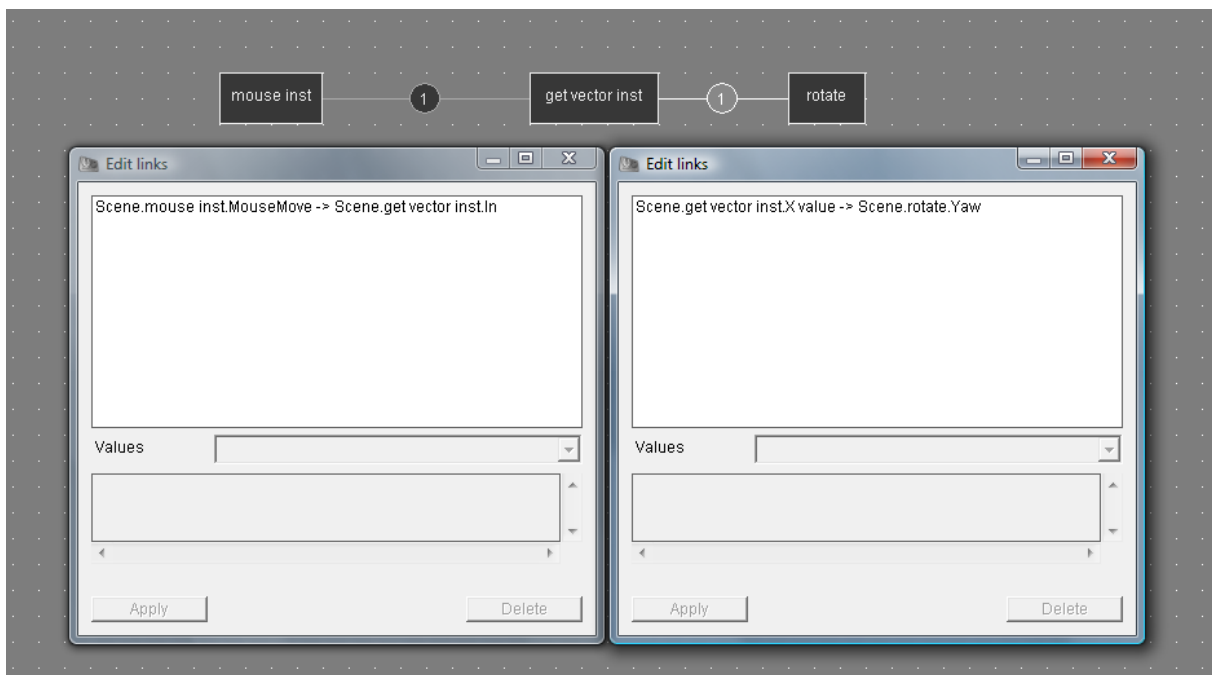 mouse inst
1
get vector inst
1
rotate
Edit links
Scene.mouse inst.MouseMove -> Scene.get vector inst.In
Values
Apply
Delete
Edit links
Scene.get vector inst.X value -> Scene.rotate.Yaw
Values
Apply
Delete